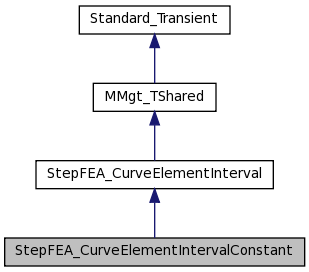 Standard_Transient
MMgt_TShared
StepFEA_CurveElementInterval
StepFEA_CurveElementIntervalConstant